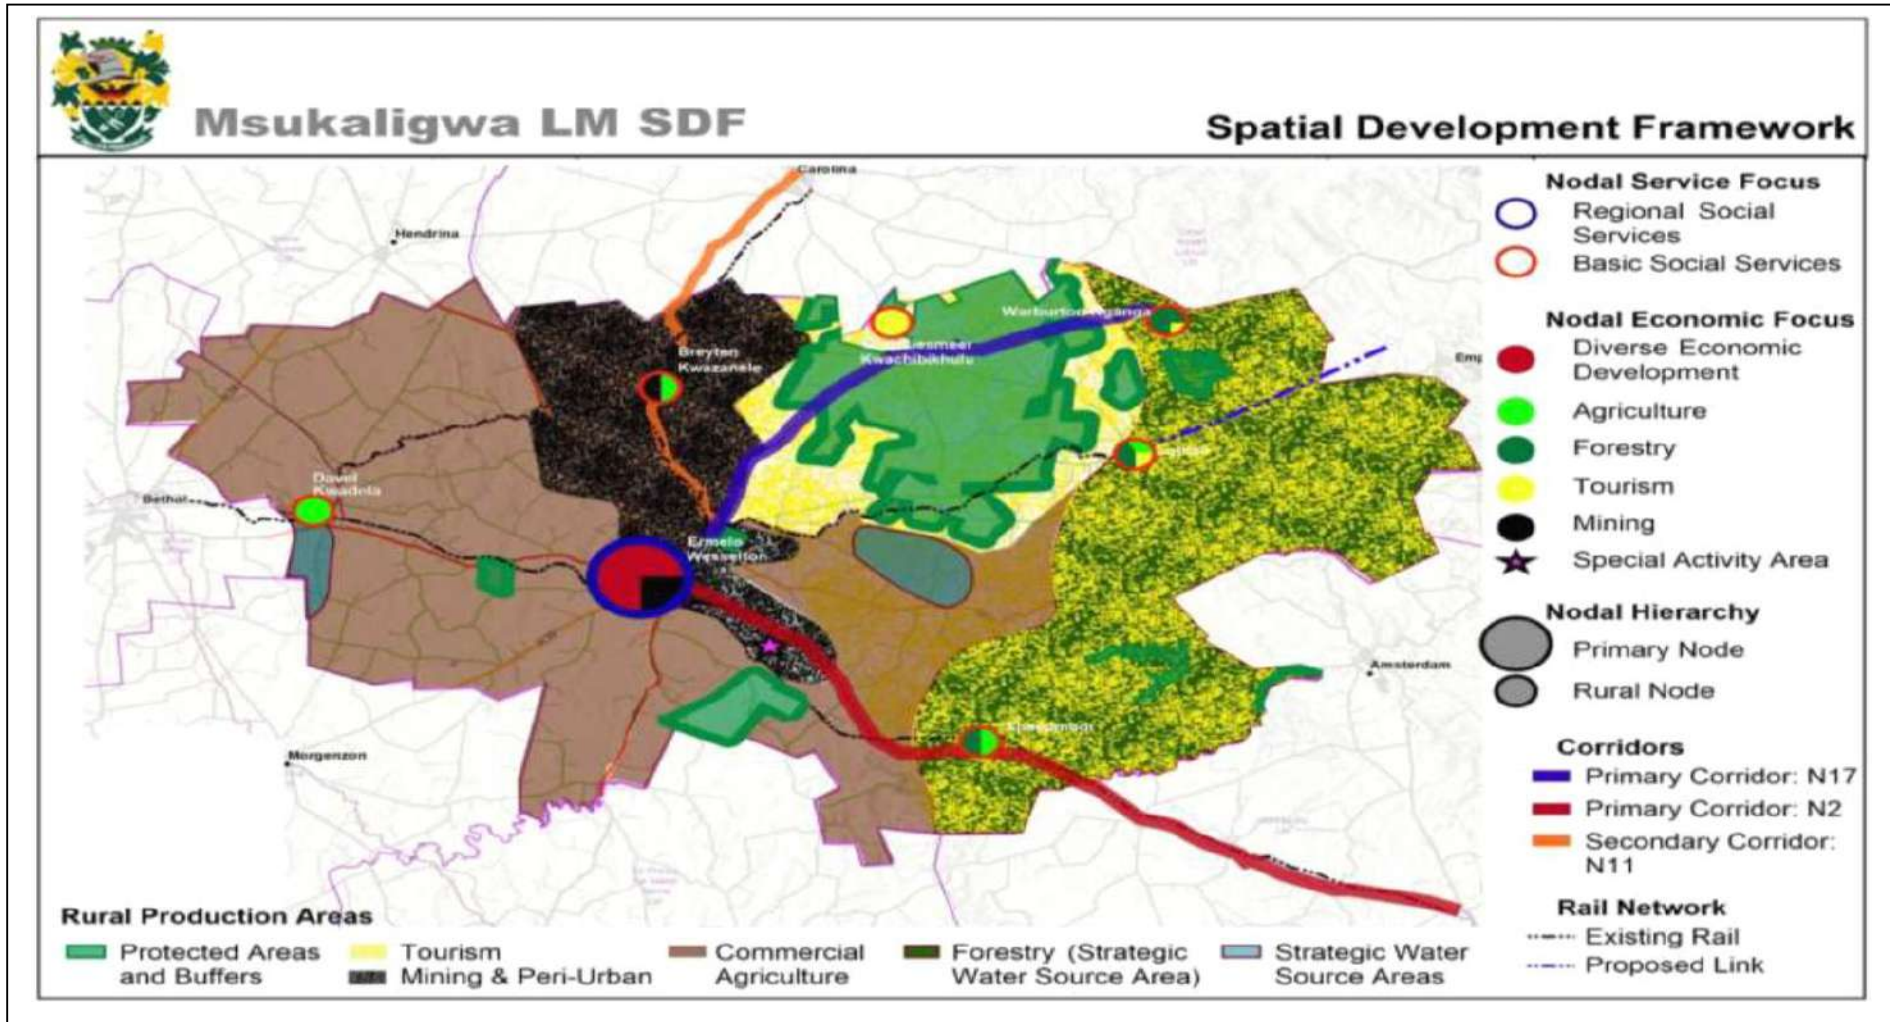 Msukaligwa LM SDF
Spatial Development Framework
Carolina
Hendrina
Warburton
Kwachibikhulu
Breyten
Kwazanele
Davel
Kwadela
Bethal
Ermelo
Wesselton
Amsterdam
Morgenzon
Nodal Service Focus
Regional Social
Services
Basic Social Services
Nodal Economic Focus
Diverse Economic
Development
Agriculture
Forestry
Tourism
Mining
Special Activity Area
Nodal Hierarchy
Primary Node
Rural Node
Corridors
Primary Corridor: N17
Primary Corridor: N2
Secondary Corridor:
N11
Rail Network
Existing Rail
Proposed Link
Rural Production Areas
Protected Areas
and Buffers
Tourism
Mining & Peri-Urban
Commercial
Agriculture
Forestry (Strategic
Water Source Area)
Strategic Water
Source Areas